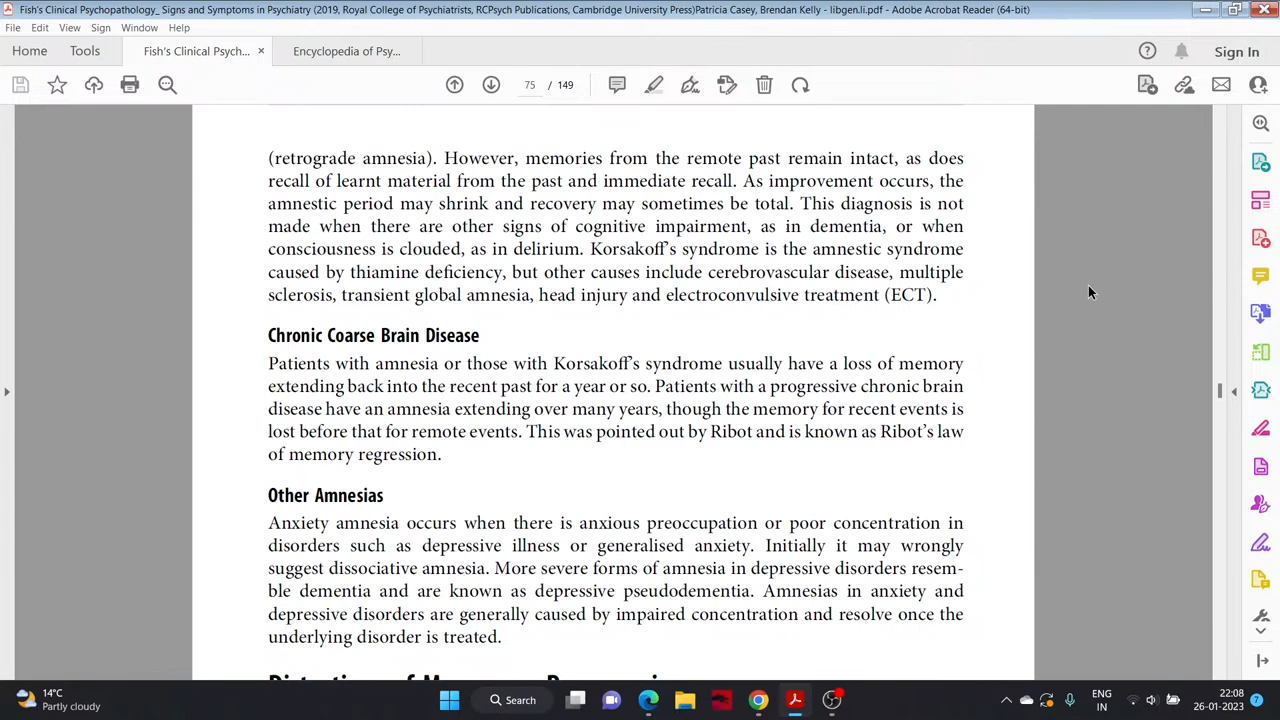 Fish's Clinical Psychopathology_ Signs and Symptoms in Psychiatry (2019, Royal College of Psychiatrists, RCPsych Publications, Cambridge University Press)Patricia Casey, Brendan Kelly - libgen.li.pdf - Adobe Acrobat Reader (64-bit)
File Edit View Sign Window Help
Home Tools Fish's Clinical Psych... × Encyclopedia of Psy... Sign In
75 / 149
(retrograde amnesia). However, memories from the remote past remain intact, as does
recall of learnt material from the past and immediate recall. As improvement occurs, the
amnestic period may shrink and recovery may sometimes be total. This diagnosis is not
made when there are other signs of cognitive impairment, as in dementia, or when
consciousness is clouded, as in delirium. Korsakoff's syndrome is the amnestic syndrome
caused by thiamine deficiency, but other causes include cerebrovascular disease, multiple
sclerosis, transient global amnesia, head injury and electroconvulsive treatment (ECT).
Chronic Coarse Brain Disease
Patients with amnesia or those with Korsakoff's syndrome usually have a loss of memory
extending back into the recent past for a year or so. Patients with a progressive chronic brain
disease have an amnesia extending over many years, though the memory for recent events is
lost before that for remote events. This was pointed out by Ribot and is known as Ribot's law
of memory regression.
Other Amnesias
Anxiety amnesia occurs when there is anxious preoccupation or poor concentration in
disorders such as depressive illness or generalised anxiety. Initially it may wrongly
suggest dissociative amnesia. More severe forms of amnesia in depressive disorders resem-
ble dementia and are known as depressive pseudodementia. Amnesias in anxiety and
depressive disorders are generally caused by impaired concentration and resolve once the
underlying disorder is treated.
14°C
Partly cloudy
Search
ENG
IN
22:08
26-01-2023
7